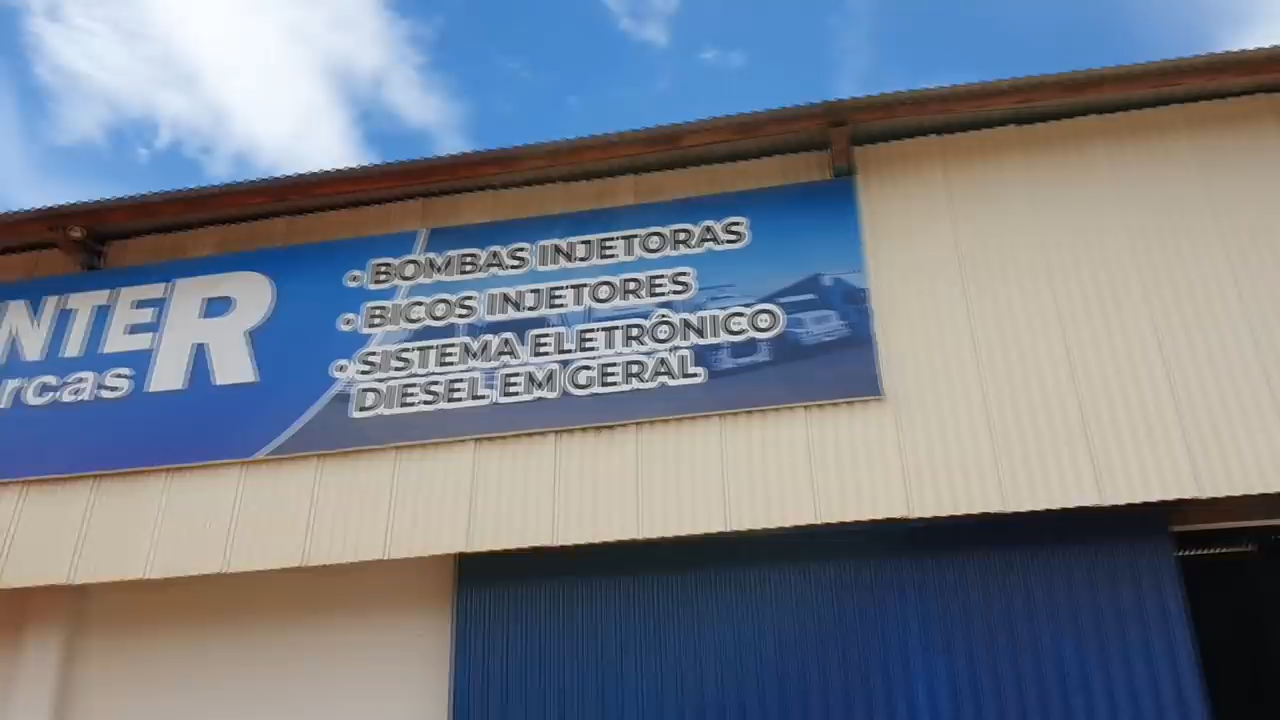 NTER
rcas
• BOMBAS INJETORAS
• BICOS INJETORES
• SISTEMA ELETRÔNICO
DIESEL EM GERAL